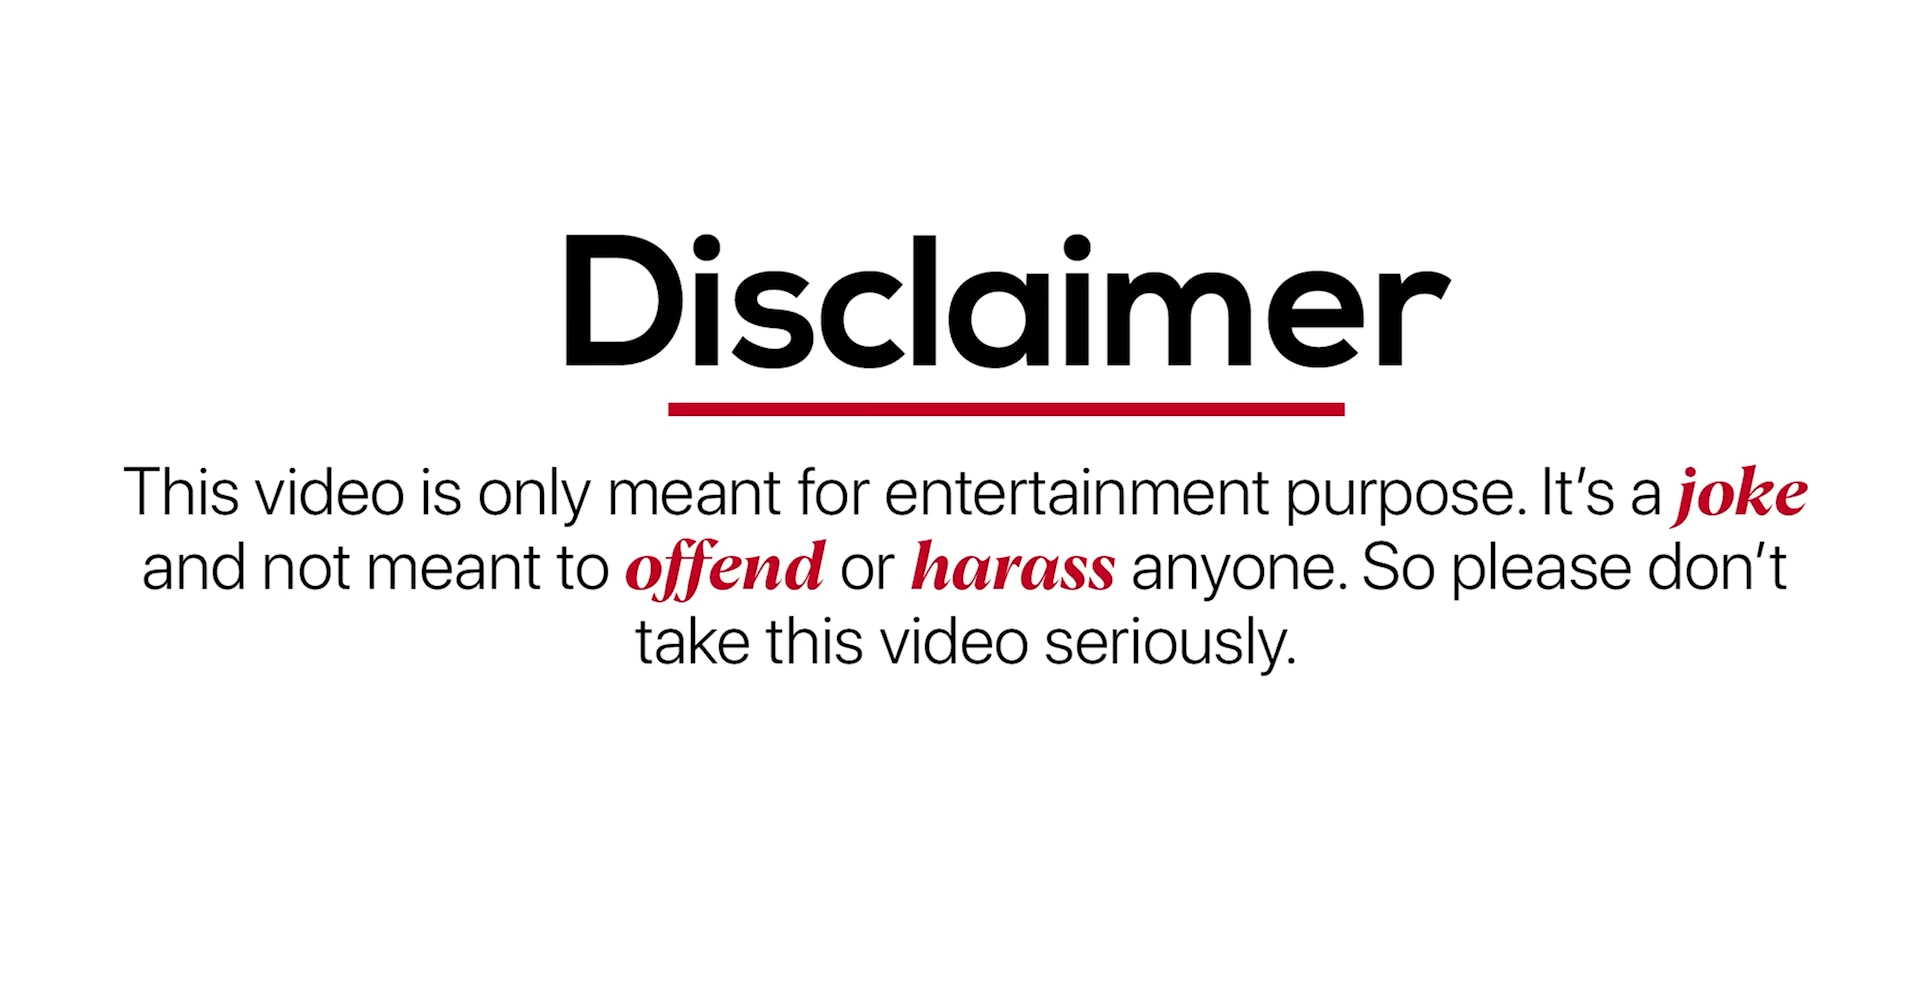 Disclaimer
This video is only meant for entertainment purpose. It’s a joke
and not meant to offend or harass anyone. So please don’t
take this video seriously.